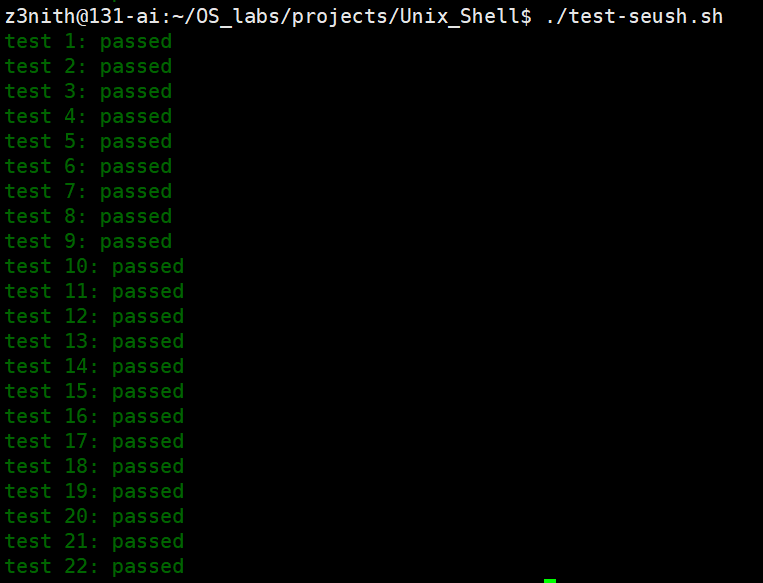 z3nith@131-ai:~/OS_labs/projects/Unix_Shell$ ./test-seush.sh
test 1: passed
test 2: passed
test 3: passed
test 4: passed
test 5: passed
test 6: passed
test 7: passed
test 8: passed
test 9: passed
test 10: passed
test 11: passed
test 12: passed
test 13: passed
test 14: passed
test 15: passed
test 16: passed
test 17: passed
test 18: passed
test 19: passed
test 20: passed
test 21: passed
test 22: passed